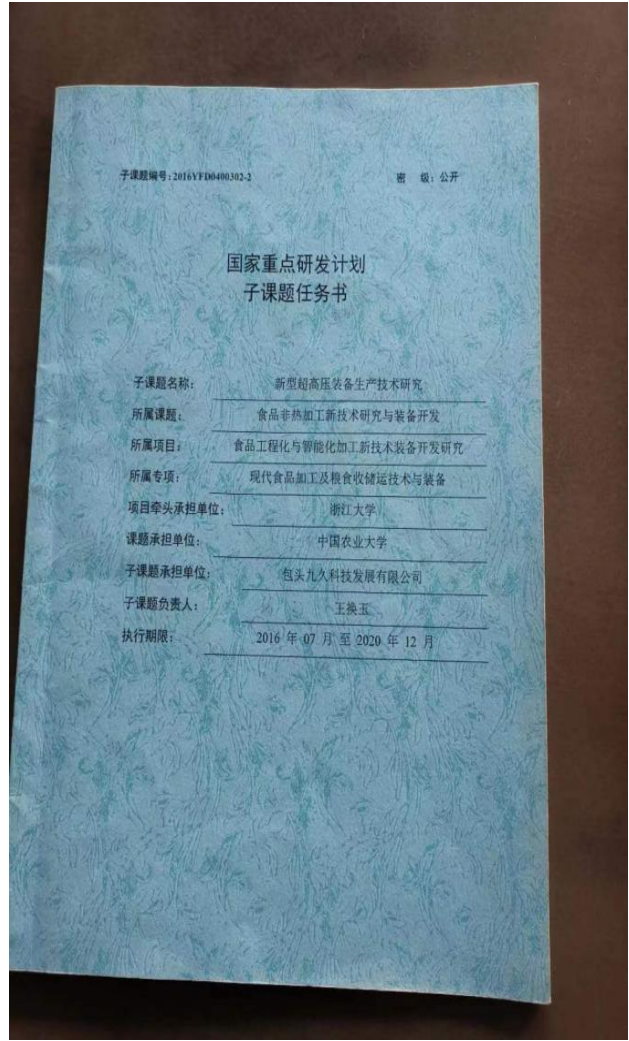 子课题编号：2016YFD0400302-2 密 级：公开
国家重点研发计划
子课题任务书
子课题名称： 新型超高压装备生产技术研究
所属课题： 食品非热加工新技术研究与装备开发
所属项目： 食品工程化与智能化加工新技术装备开发研究
所属专项： 现代食品加工及粮食收储运技术与装备
项目牵头承担单位： 浙江大学
课题承担单位： 中国农业大学
子课题承担单位： 包头九久科技发展有限公司
子课题负责人： 王换玉
执行期限： 2016 年 07 月 至 2020 年 12 月